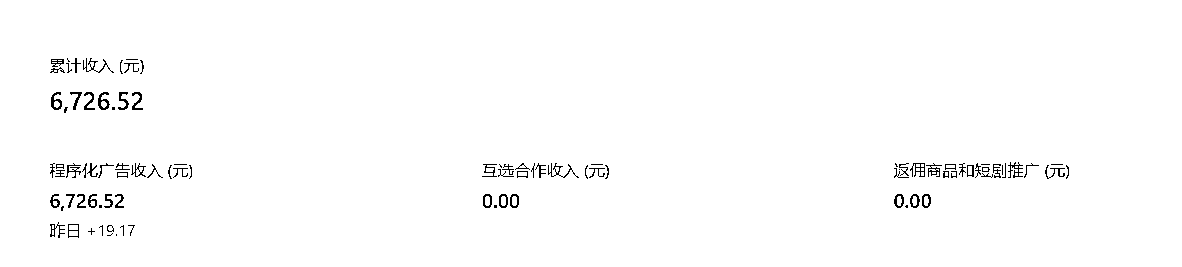 累计收入 (元)
6,726.52
程序化广告收入 (元)
互选合作收入 (元)
返佣商品和短剧推广 (元)
6,726.52
0.00
0.00
昨日 +19.17